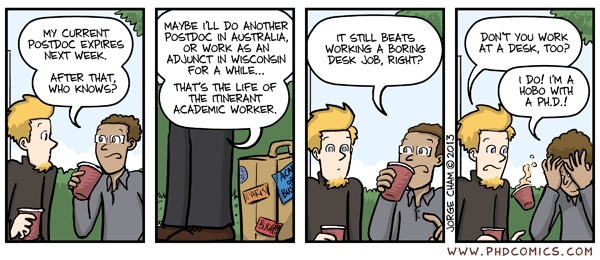 MY CURRENT
POSTDOC EXPIRES
NEXT WEEK.
AFTER THAT,
WHO KNOWS?
MAYBE I'LL DO ANOTHER
POSTDOC IN AUSTRALIA,
OR WORK AS AN
ADJUNCT IN WISCONSIN
FOR A WHILE...
THAT'S THE LIFE OF
THE ITINERANT
ACADEMIC WORKER.
PARIS
IT STILL BEATS
WORKING A BORING
DESK JOB, RIGHT?
JORGE CHAM © 2013
DON'T YOU WORK
AT A DESK, TOO?
I DO! I'M A
HOBO WITH
A PH.D.!
WWW.PHDCOMICS.COM